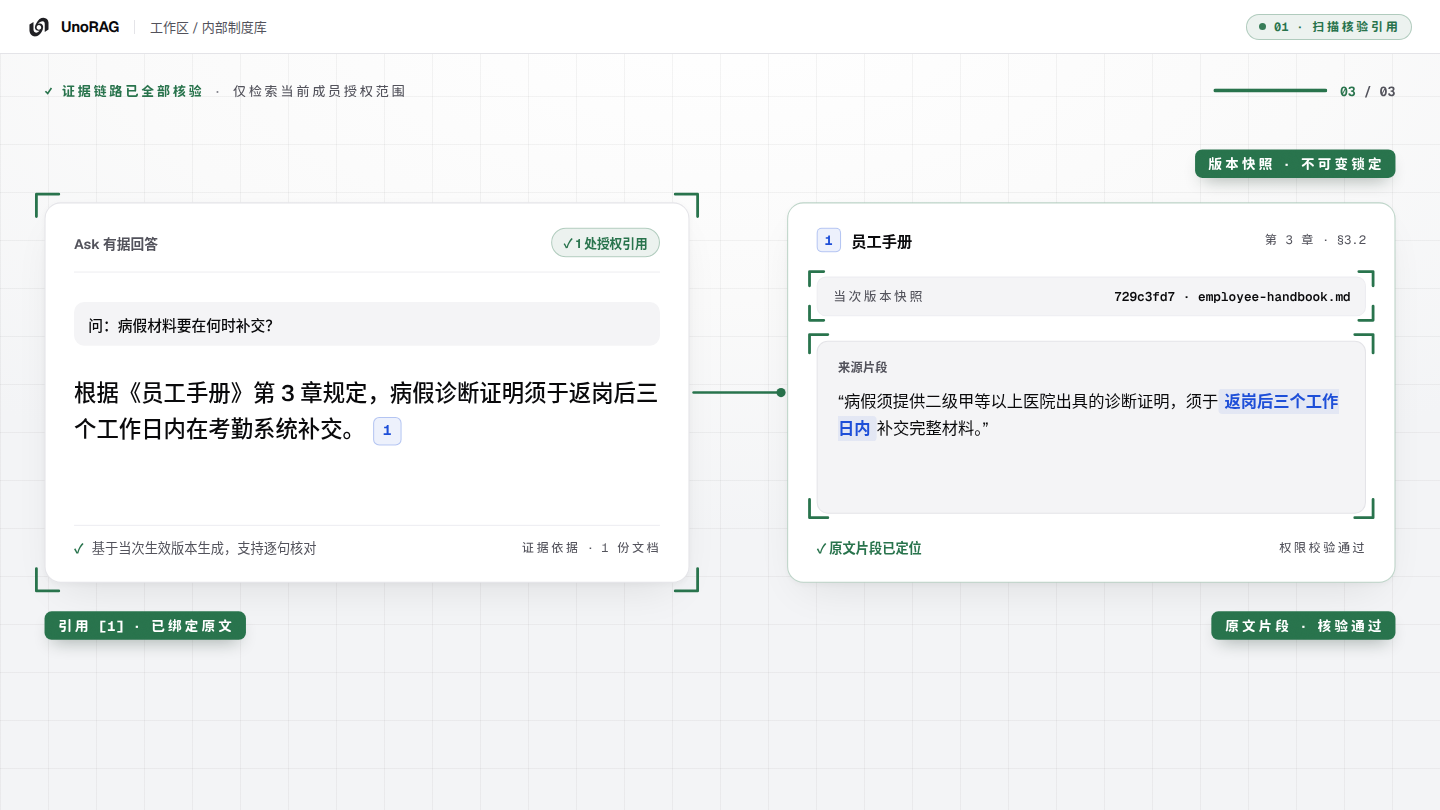 UnoRAG
工作区 / 内部制度库
01 · 扫描核验引用
✓ 证据链路已全部核验 · 仅检索当前成员授权范围
03 / 03
版本快照 · 不可变锁定
Ask 有据回答
✓ 1 处授权引用
问：病假材料要在何时补交？
根据《员工手册》第 3 章规定，病假诊断证明须于返岗后三
个工作日内在考勤系统补交。 1
✓ 基于当次生效版本生成，支持逐句核对
证据依据 · 1 份文档
引用 [1] · 已绑定原文
1 员工手册
第 3 章 · §3.2
当次版本快照
729c3fd7 · employee-handbook.md
来源片段
“病假须提供二级甲等以上医院出具的诊断证明，须于 返岗后三个工作
日内 补交完整材料。”
✓ 原文片段已定位
权限校验通过
原文片段 · 核验通过